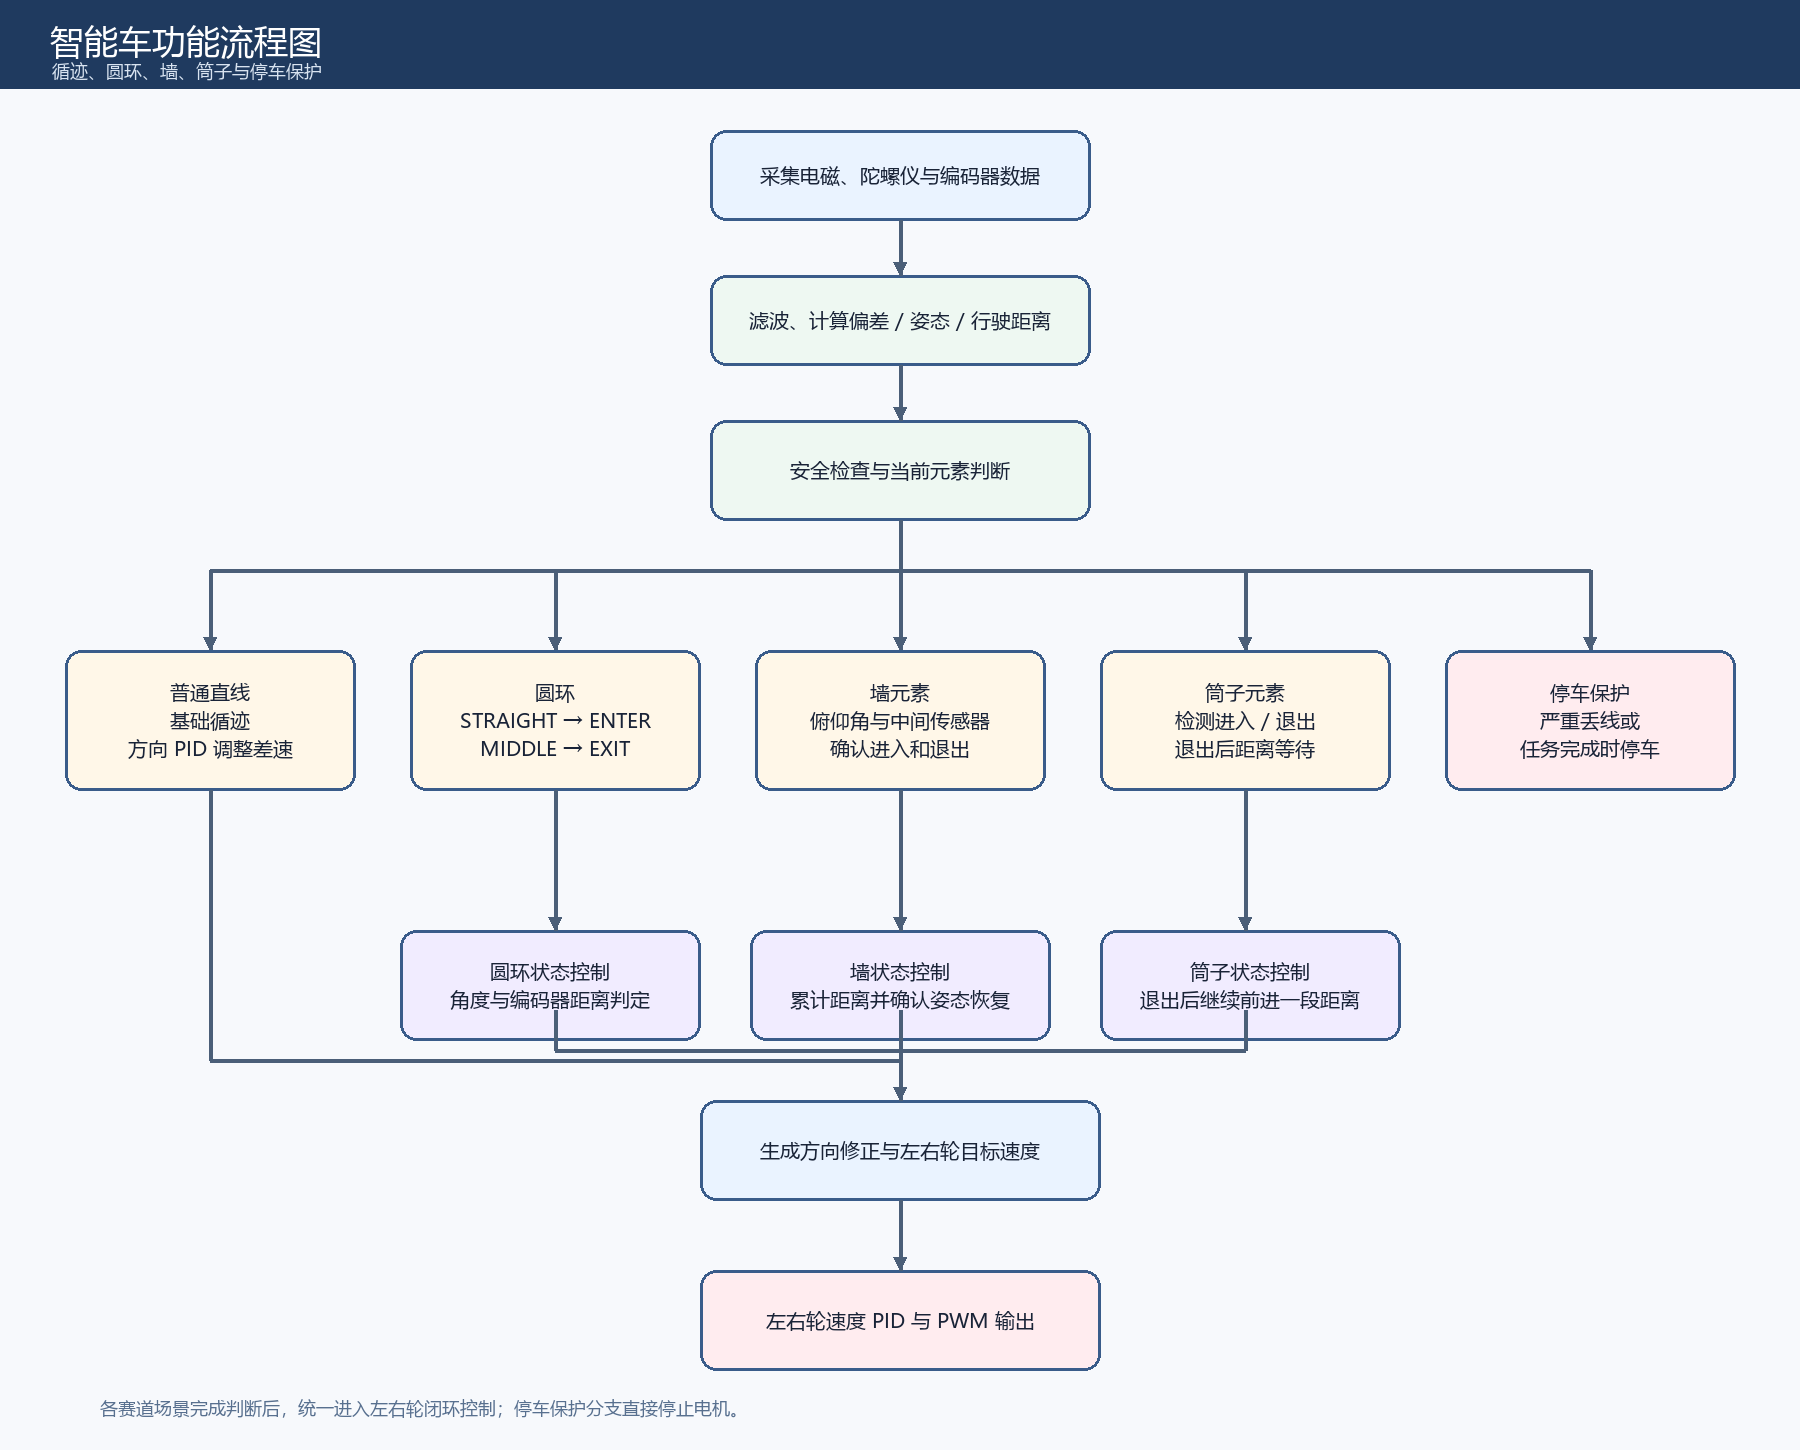 智能车功能流程图
循迹、圆环、墙、筒子与停车保护
采集电磁、陀螺仪与编码器数据
滤波、计算偏差 / 姿态 / 行驶距离
安全检查与当前元素判断
普通直线
基础循迹
方向 PID 调整差速
圆环
STRAIGHT → ENTER
MIDDLE → EXIT
墙元素
俯仰角与中间传感器
确认进入和退出
筒子元素
检测进入 / 退出
退出后距离等待
停车保护
严重丢线或
任务完成时停车
圆环状态控制
角度与编码器距离判定
墙状态控制
累计距离并确认姿态恢复
筒子状态控制
退出后继续前进一段距离
生成方向修正与左右轮目标速度
左右轮速度 PID 与 PWM 输出
各赛道场景完成判断后，统一进入左右轮闭环控制；停车保护分支直接停止电机。